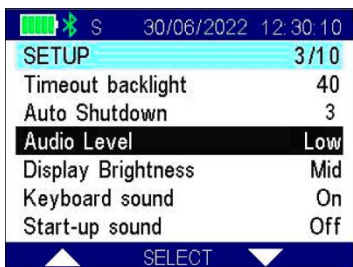 S 30/06/2022 12:30:10
SETUP 3/10
Timeout backlight 40
Auto Shutdown 3
Audio Level Low
Display Brightness Mid
Keyboard sound On
Start-up sound Off
SELECT